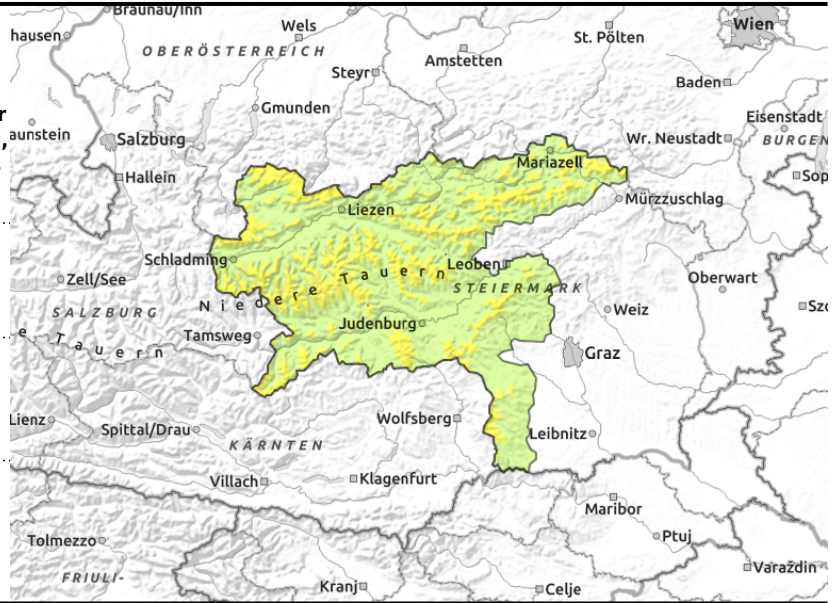 Braunau/Inn
hausen
Wels
OBERÖSTERREICH
St. Pölten
Wien
Amstetten
Steyr
Baden
Gmunden
r
aunstein
,
Salzburg
Eisenstadt
Wr. Neustadt
BURGEN
Mariazell
Hallein
Sop
Mürzzuschlag
Liezen
Schladming
Leoben
Zell/See
Niedere Tauern
STEIERMARK
Oberwart
SALZBURG
Weiz
Szo
Tamsweg
Judenburg
e Tauern
Graz
Lienz
Spittal/Drau
Wolfsberg
Leibnitz
KÄRNTEN
Villach
Klagenfurt
Maribor
Tolmezzo
Ptuj
FRIULI-
Varaždin
Kranj
Celje